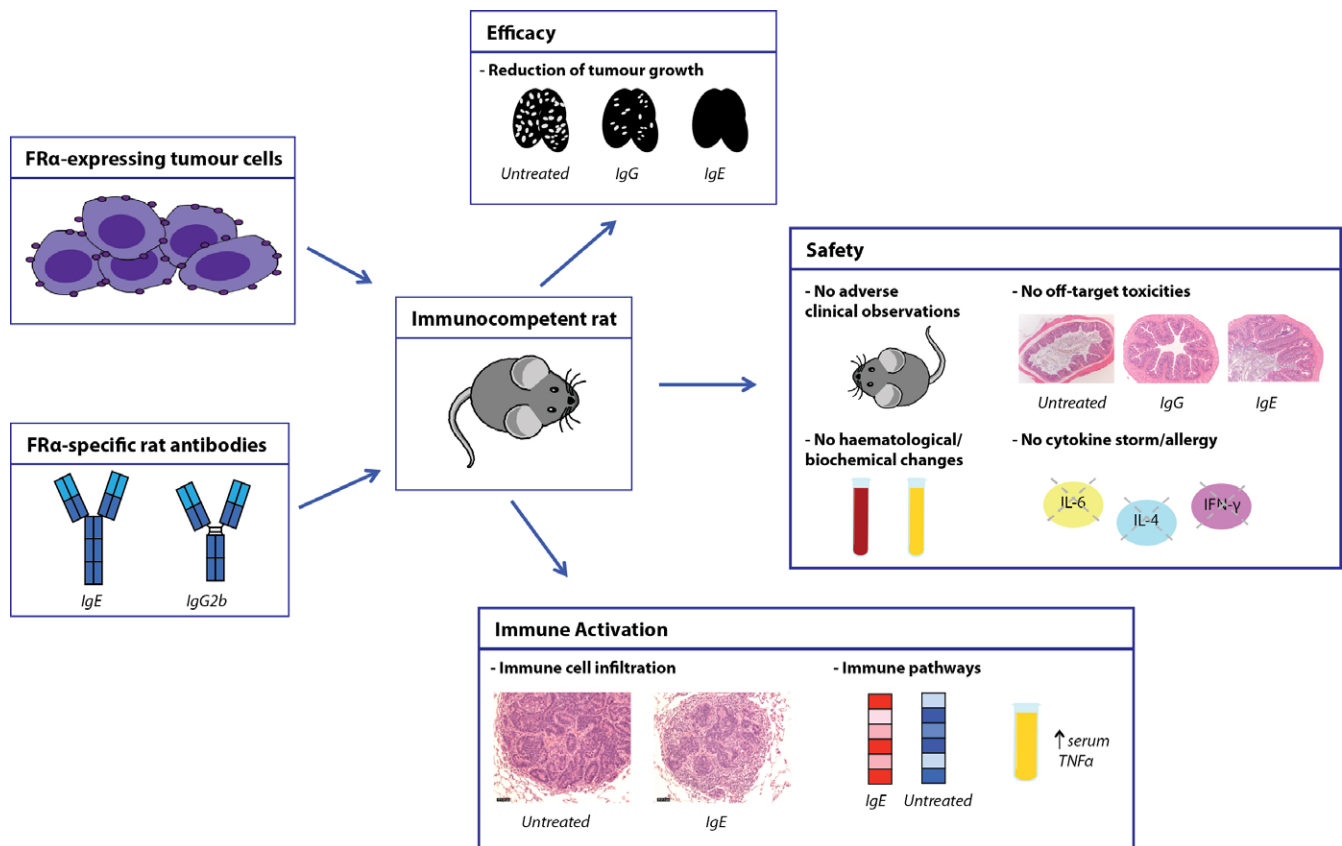 Efficacy
- Reduction of tumour growth
Untreated
IgG
IgE
FRα-expressing tumour cells
FRα-specific rat antibodies
IgE
IgG2b
Immunocompetent rat
Safety
- No adverse
clinical observations
- No off-target toxicities
Untreated
IgG
IgE
- No haematological/
biochemical changes
- No cytokine storm/allergy
IL-6
IL-4
IFN-γ
Immune Activation
- Immune cell infiltration
Untreated
IgE
- Immune pathways
IgE
Untreated
↑ serum
TNFα